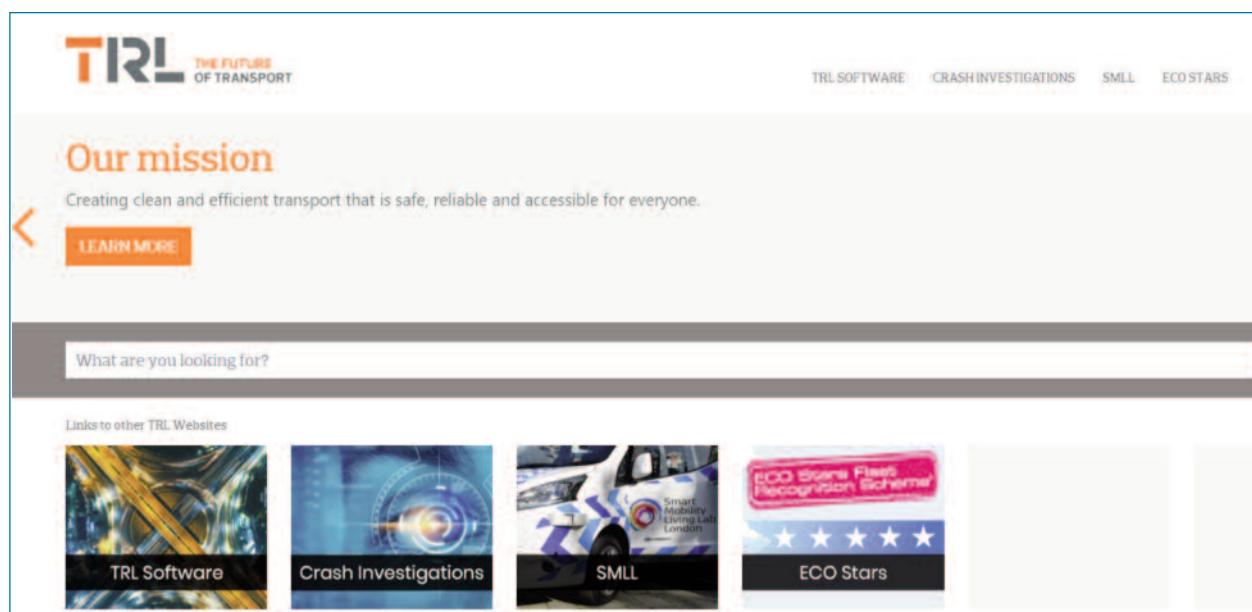 TRL THE FUTURE
OF TRANSPORT
TRL SOFTWARE CRASH INVESTIGATIONS SMLL ECO STARS
Our mission
Creating clean and efficient transport that is safe, reliable and accessible for everyone.
LEARN MORE
What are you looking for?
Links to other TRL Websites
ECO Stars Fleet
Recognition Scheme
Smart
Mobility
Living Lab
London
TRL Software
Crash Investigations
SMLL
ECO Stars